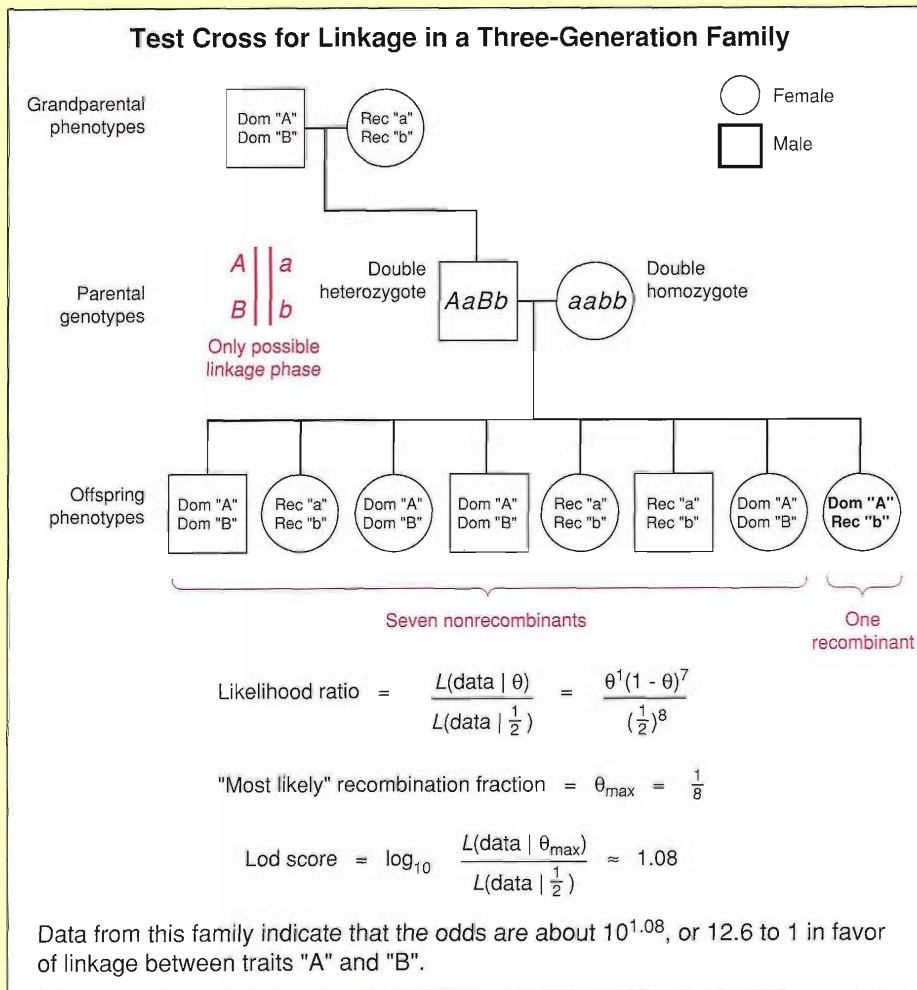 Test Cross for Linkage in a Three-Generation Family
Grandparental
phenotypes
Dom "A"
Dom "B"
Rec "a"
Rec "b"
Female
Male
Parental
genotypes
A a
B b
Only possible
linkage phase
Double
heterozygote
AaBb
aabb
Double
homozygote
Offspring
phenotypes
Dom "A"
Dom "B"
Rec "a"
Rec "b"
Dom "A"
Dom "B"
Dom "A"
Dom "B"
Rec "a"
Rec "b"
Rec "a"
Rec "b"
Dom "A"
Dom "B"
Dom "A"
Rec "b"
Seven nonrecombinants
One
recombinant
Likelihood ratio = L(data | θ) / L(data | 1/2) = θ¹(1 - θ)⁷ / (1/2)⁸
"Most likely" recombination fraction = θmax = 1/8
Lod score = log₁₀ L(data | θmax) / L(data | 1/2) ≈ 1.08
Data from this family indicate that the odds are about 10^1.08, or 12.6 to 1 in favor
of linkage between traits "A" and "B".